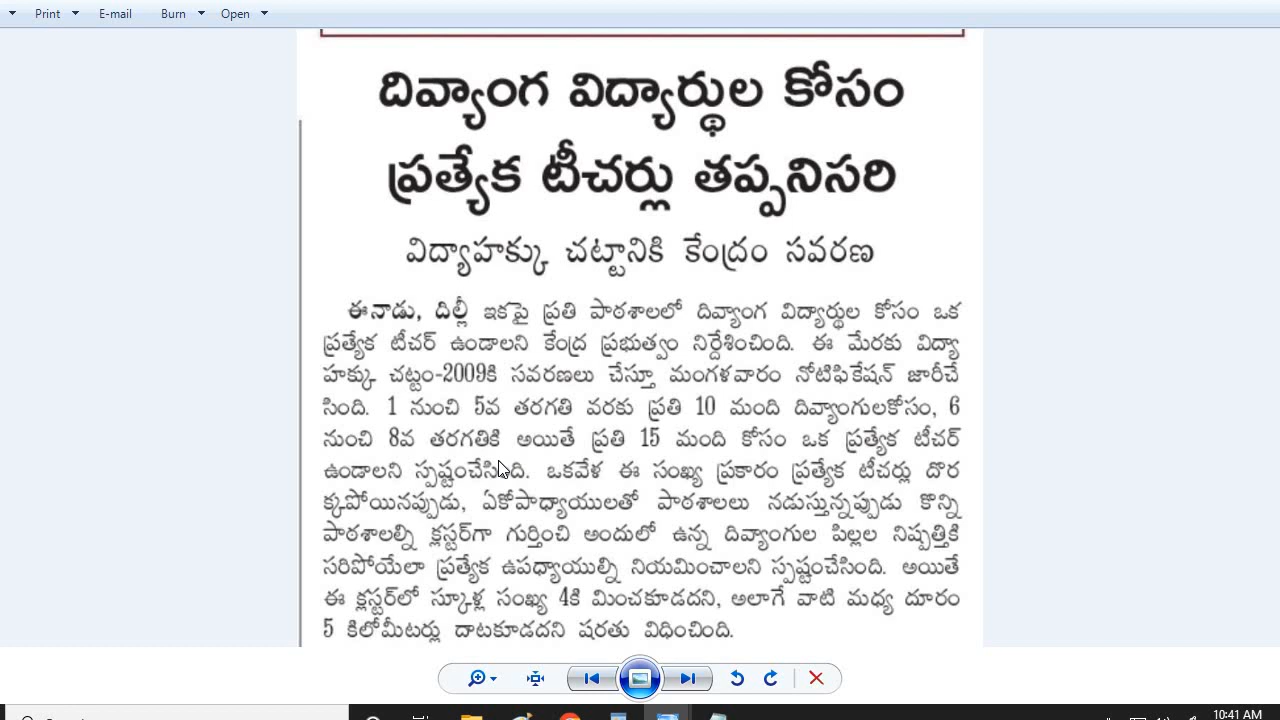 Print E-mail Burn Open
దివ్యాంగ విద్యార్థుల కోసం
ప్రత్యేక టీచర్లు తప్పనిసరి
విద్యాహక్కు చట్టానికి కేంద్రం సవరణ
ఈనాడు, దిల్లీ ఇకపై ప్రతి పాఠశాలలో దివ్యాంగ విద్యార్థుల కోసం ఒక
ప్రత్యేక టీచర్ ఉండాలని కేంద్ర ప్రభుత్వం నిర్దేశించింది. ఈ మేరకు విద్యా
హక్కు చట్టం-2009కి సవరణలు చేస్తూ మంగళవారం నోటిఫికేషన్ జారీచే
సింది. 1 నుంచి 5వ తరగతి వరకు ప్రతి 10 మంది దివ్యాంగులకోసం, 6
నుంచి 8వ తరగతికి అయితే ప్రతి 15 మంది కోసం ఒక ప్రత్యేక టీచర్
ఉండాలని స్పష్టంచేసింది. ఒకవేళ ఈ సంఖ్య ప్రకారం ప్రత్యేక టీచర్లు దొర
క్కపోయినప్పుడు, ఏకోపాధ్యాయులతో పాఠశాలలు నడుస్తున్నప్పుడు కొన్ని
పాఠశాలల్ని క్లస్టర్‌గా గుర్తించి అందులో ఉన్న దివ్యాంగుల పిల్లల నిష్పత్తికి
సరిపోయేలా ప్రత్యేక ఉపధ్యాయుల్ని నియమించాలని స్పష్టంచేసింది. అయితే
ఈ క్లస్టర్‌లో స్కూళ్ల సంఖ్య 4కి మించకూడదని, అలాగే వాటి మధ్య దూరం
5 కిలోమీటర్లు దాటకూడదని షరతు విధించింది.
10:41 AM